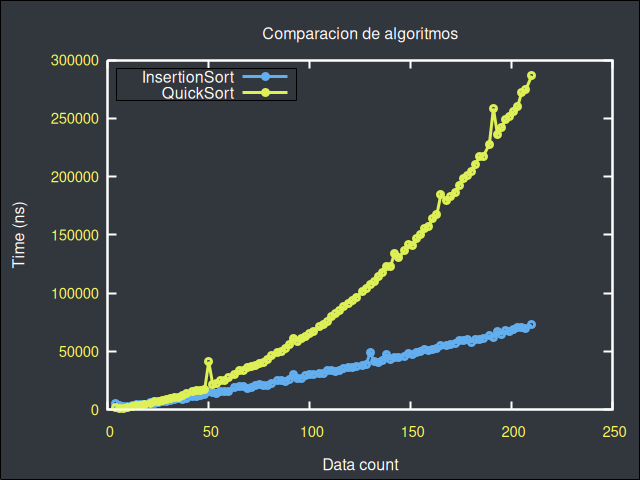 Comparacion de algoritmos
300000
250000
200000
150000
100000
50000
0
InsertionSort
QuickSort
Time (ns)
0 50 100 150 200 250
Data count